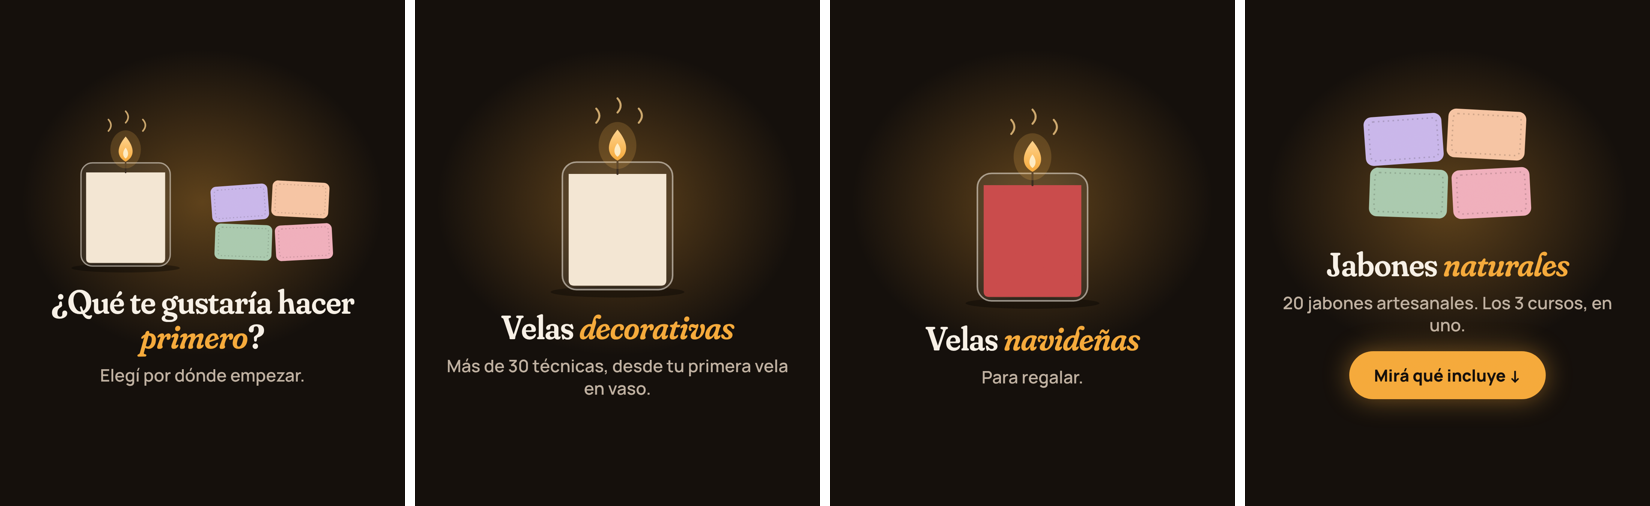 ¿Qué te gustaría hacer
primero?
Elegí por dónde empezar.
Velas decorativas
Más de 30 técnicas, desde tu primera vela
en vaso.
Velas navideñas
Para regalar.
Jabones naturales
20 jabones artesanales. Los 3 cursos, en
uno.
Mirá qué incluye ↓